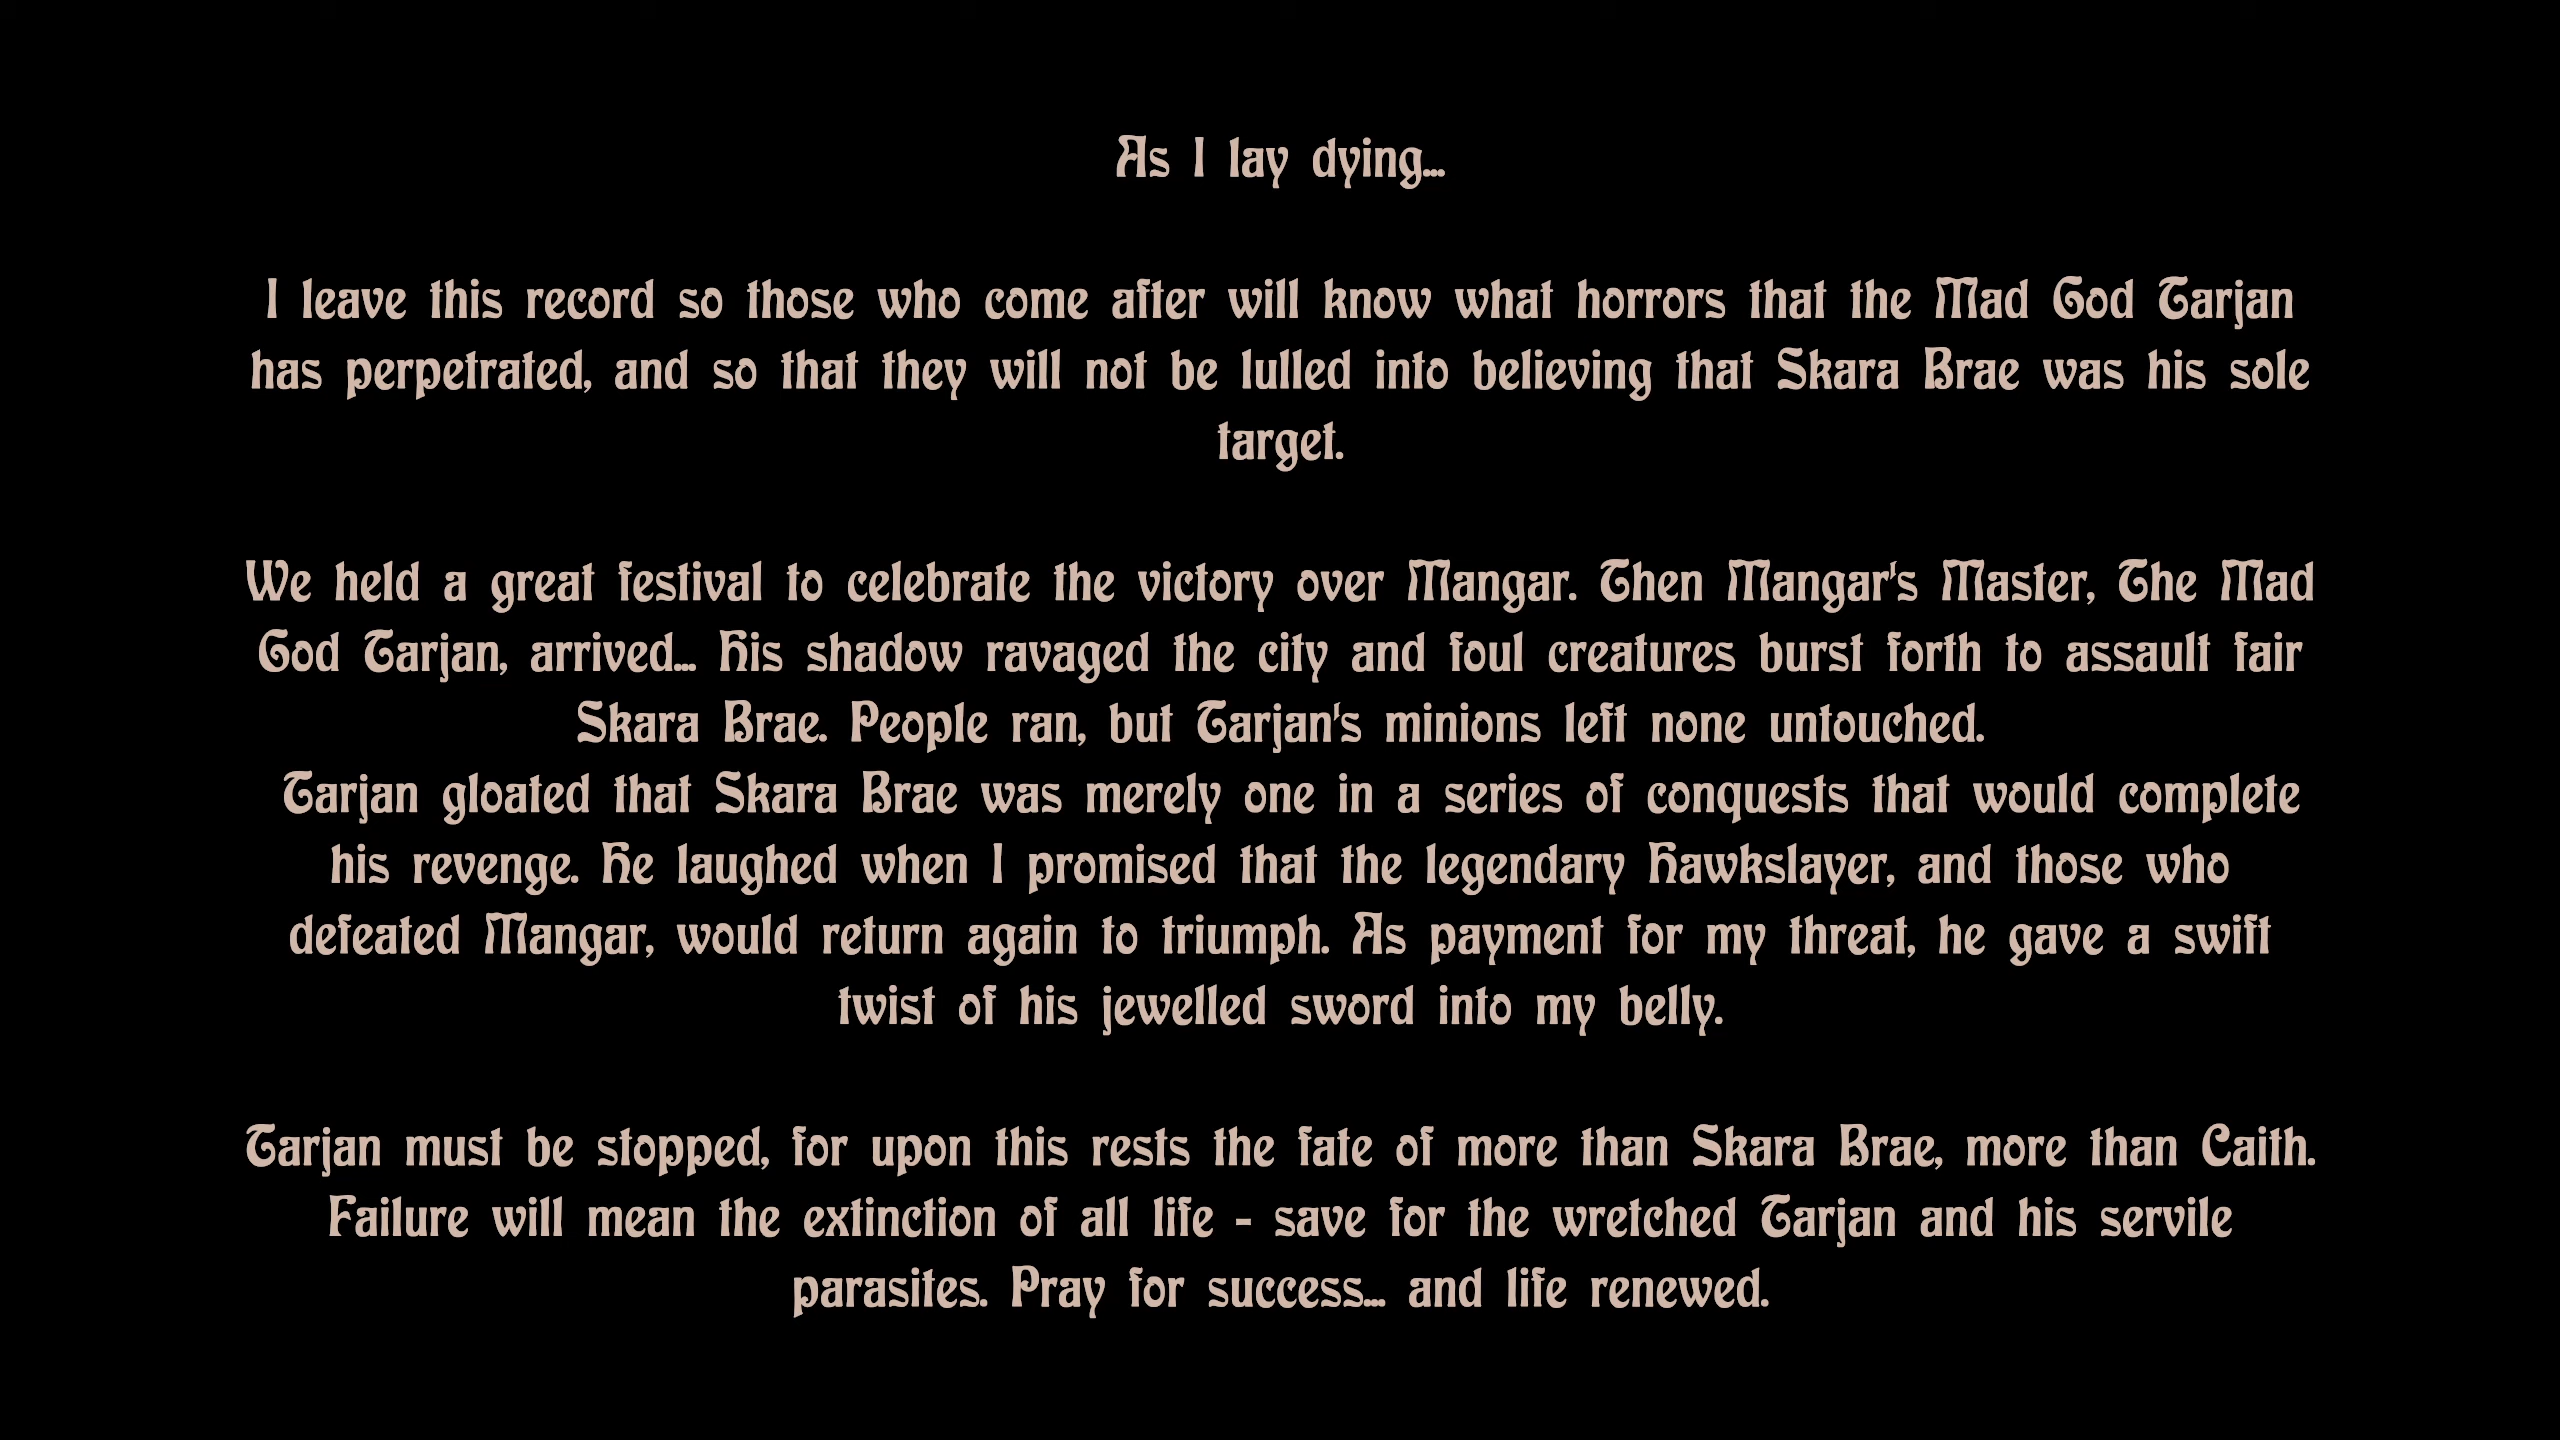 As I lay dying...
I leave this record so those who come after will know what horrors that the Mad God Tarjan
has perpetrated, and so that they will not be lulled into believing that Skara Brae was his sole
target.
We held a great festival to celebrate the victory over Mangar. Then Mangar's Master, The Mad
God Tarjan, arrived... His shadow ravaged the city and foul creatures burst forth to assault fair
Skara Brae. People ran, but Tarjan's minions left none untouched.
Tarjan gloated that Skara Brae was merely one in a series of conquests that would complete
his revenge. He laughed when I promised that the legendary Hawkslayer, and those who
defeated Mangar, would return again to triumph. As payment for my threat, he gave a swift
twist of his jewelled sword into my belly.
Tarjan must be stopped, for upon this rests the fate of more than Skara Brae, more than Caith.
Failure will mean the extinction of all life - save for the wretched Tarjan and his servile
parasites. Pray for success... and life renewed.